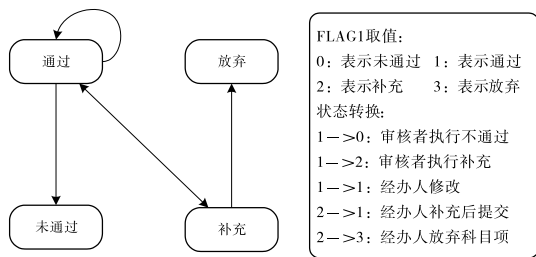 通过
放弃
未通过
补充
FLAG1取值：
0：表示未通过 1：表示通过
2：表示补充 3：表示放弃
状态转换：
1—>0：审核者执行不通过
1—>2：审核者执行补充
1—>1：经办人修改
2—>1：经办人补充后提交
2—>3：经办人放弃科目项